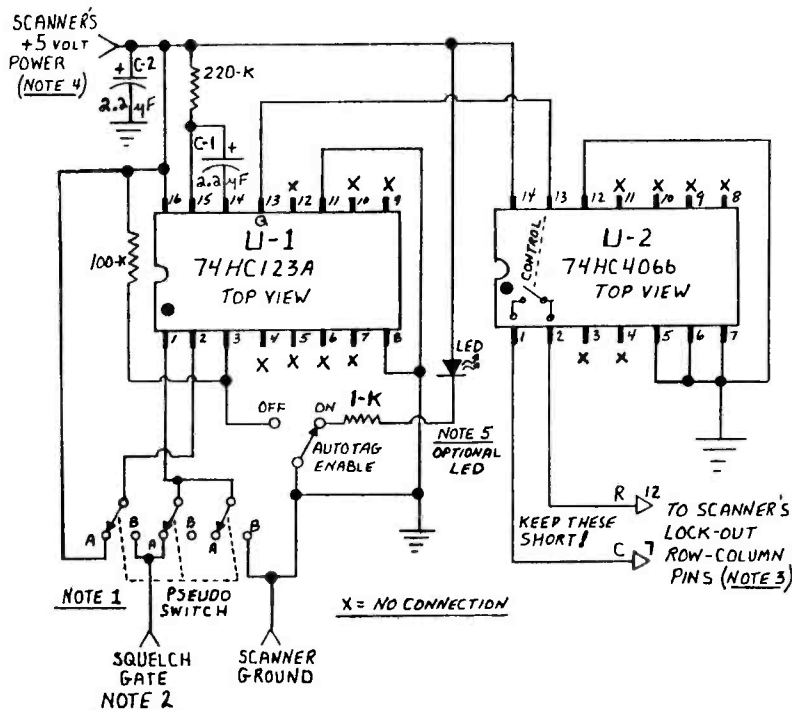 SCANNER'S
+5 VOLT
POWER
(NOTE 4)
+ C-2
2.2 µF
220-K
C-1 +
2.2 µF
100-K
16 15 14 13 12 11 10 9
X X X
U-1
74HC123A
TOP VIEW
1 2 3 4 5 6 7 8
X X X X
Q
14 13 12 11 10 9 8
X X X X
CONTROL
U-2
74HC4066
TOP VIEW
1 2 3 4 5 6 7
X X
LED
OFF
ON
1-K
AUTOTAG
ENABLE
NOTE 5
OPTIONAL
LED
A B A B A B
NOTE 1
PSEUDO
SWITCH
X = NO CONNECTION
KEEP THESE
SHORT!
R 12
C 7
TO SCANNER'S
LOCK-OUT
ROW-COLUMN
PINS (NOTE 3)
SQUELCH
GATE
NOTE 2
SCANNER
GROUND